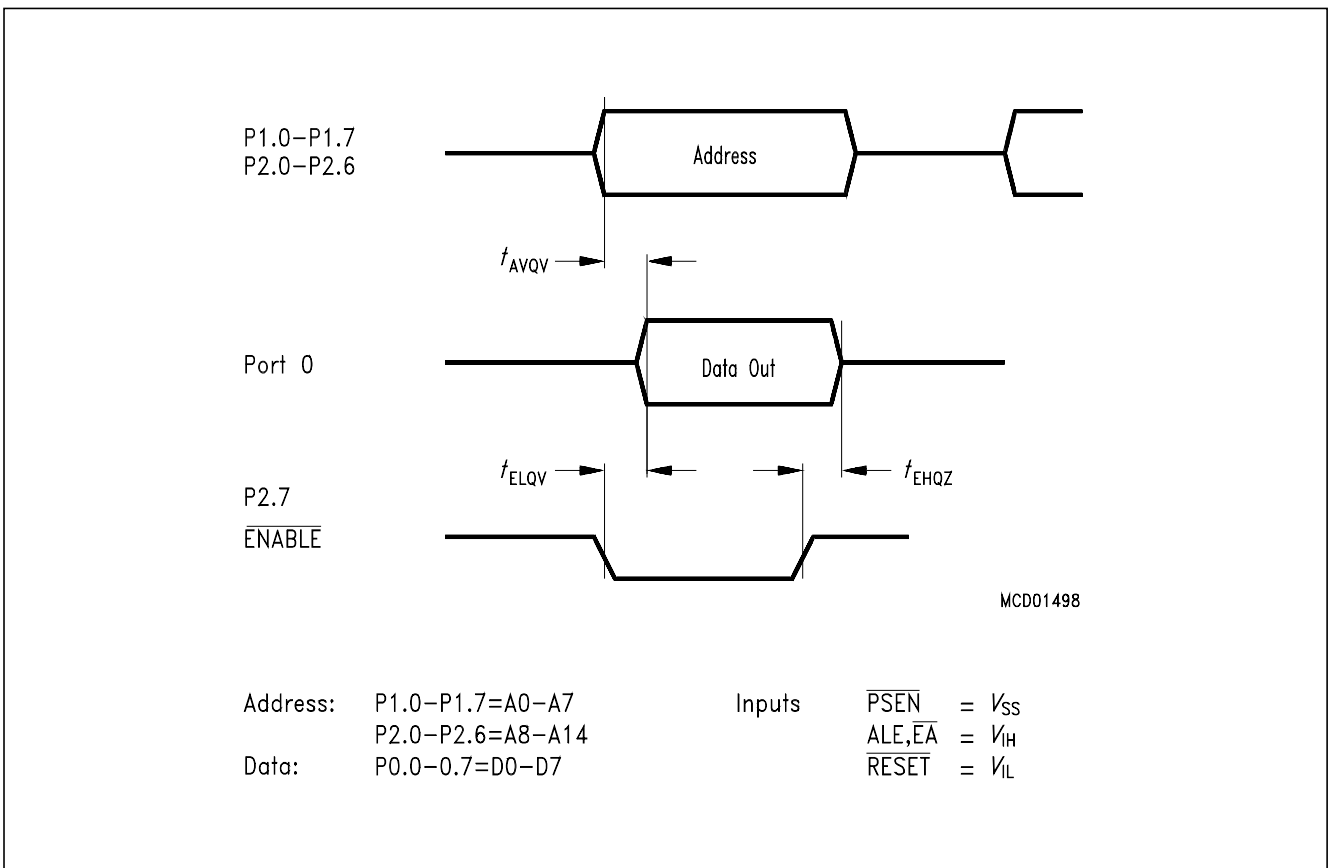 P1.0-P1.7
P2.0-P2.6
Address
tAVQV
Port 0
Data Out
tELQV
tEHQZ
P2.7
ENABLE
MCD01498
Address: P1.0-P1.7=A0-A7 Inputs PSEN = VSS
P2.0-P2.6=A8-A14 ALE,EA = VIH
Data: P0.0-0.7=D0-D7 RESET = VIL